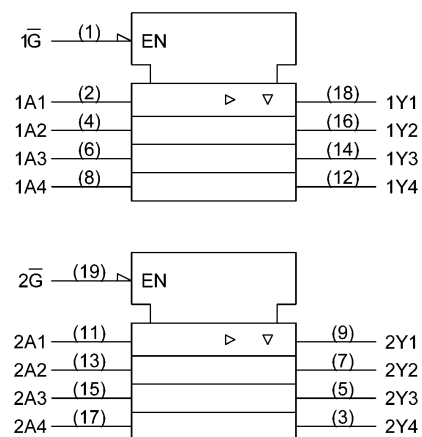 1G̅ (1) EN
1A1 (2) (18) 1Y1
1A2 (4) (16) 1Y2
1A3 (6) (14) 1Y3
1A4 (8) (12) 1Y4
2G̅ (19) EN
2A1 (11) (9) 2Y1
2A2 (13) (7) 2Y2
2A3 (15) (5) 2Y3
2A4 (17) (3) 2Y4